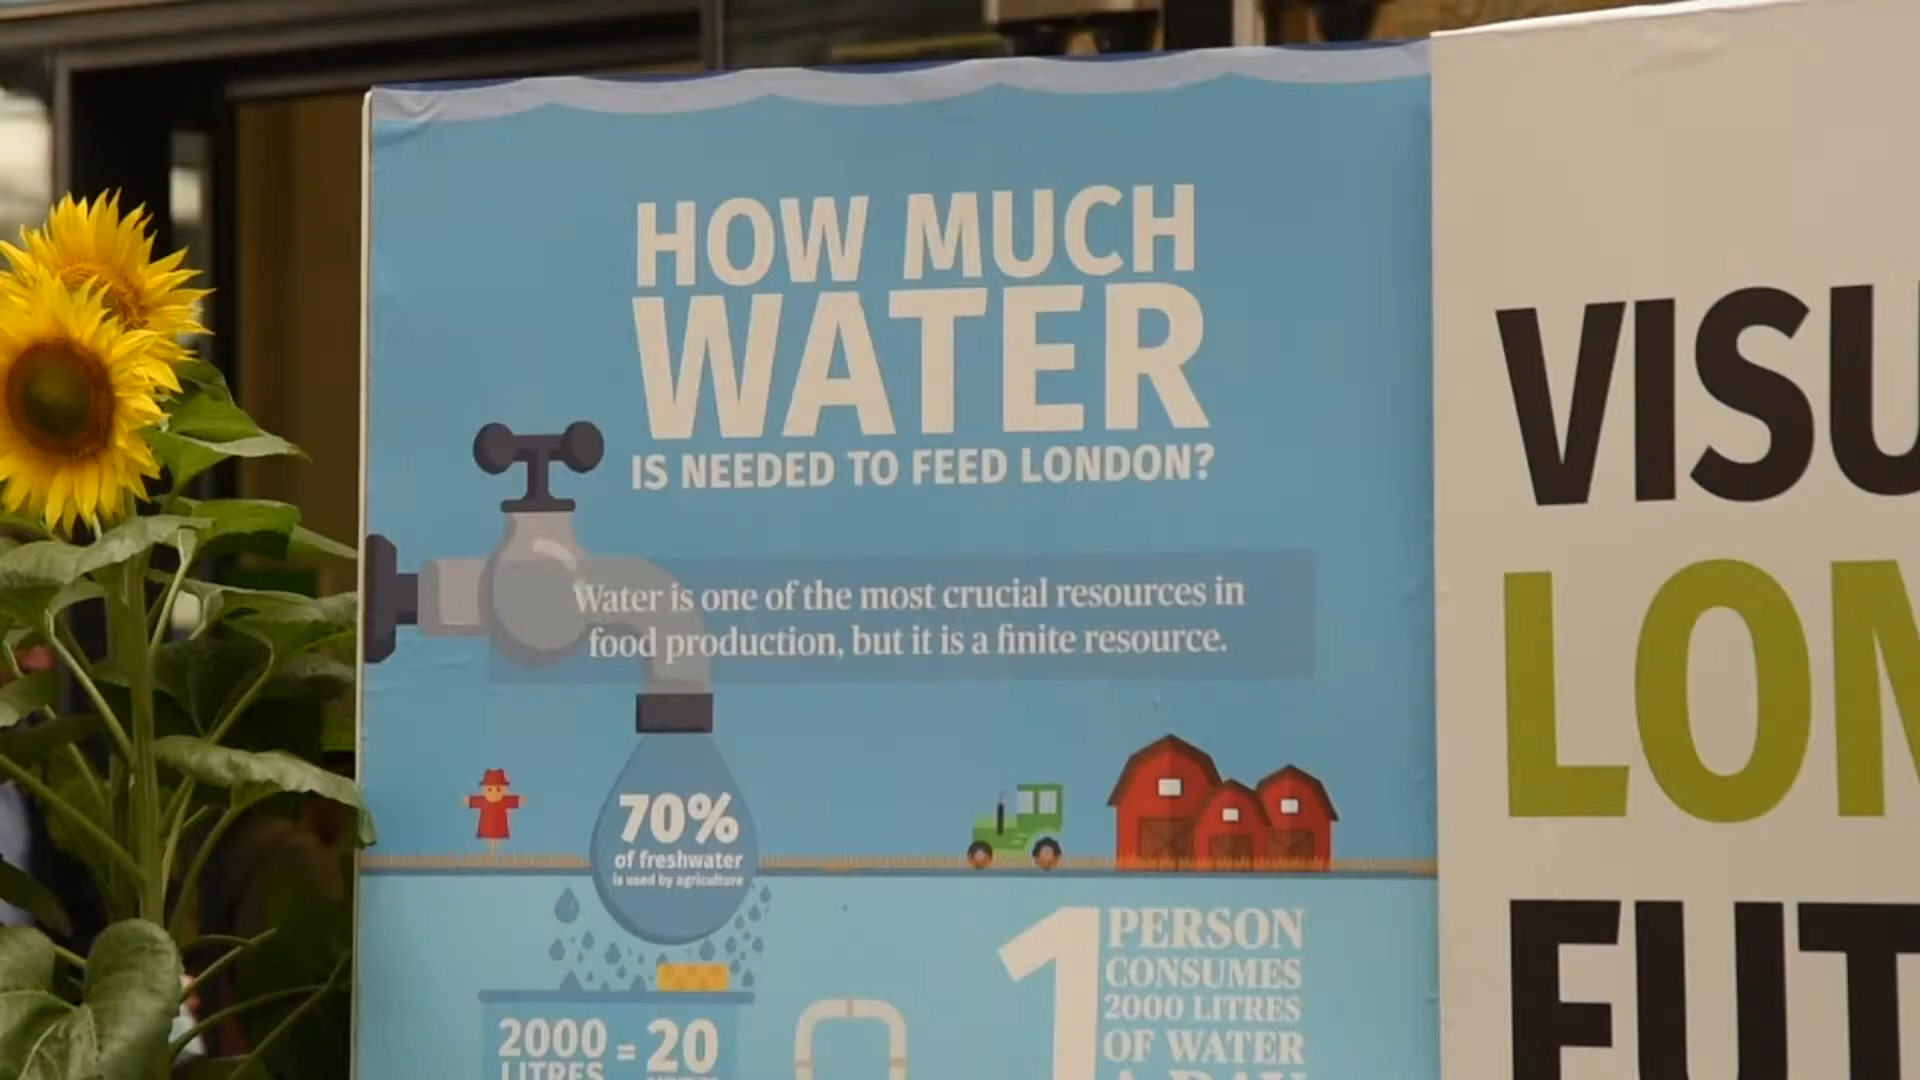 HOW MUCH
WATER
IS NEEDED TO FEED LONDON?
Water is one of the most crucial resources in
food production, but it is a finite resource.
70%
of freshwater
is used by agriculture
2000
LITRES
= 20
1
PERSON
CONSUMES
2000 LITRES
OF WATER
A DAY
VISU
LON
FUT